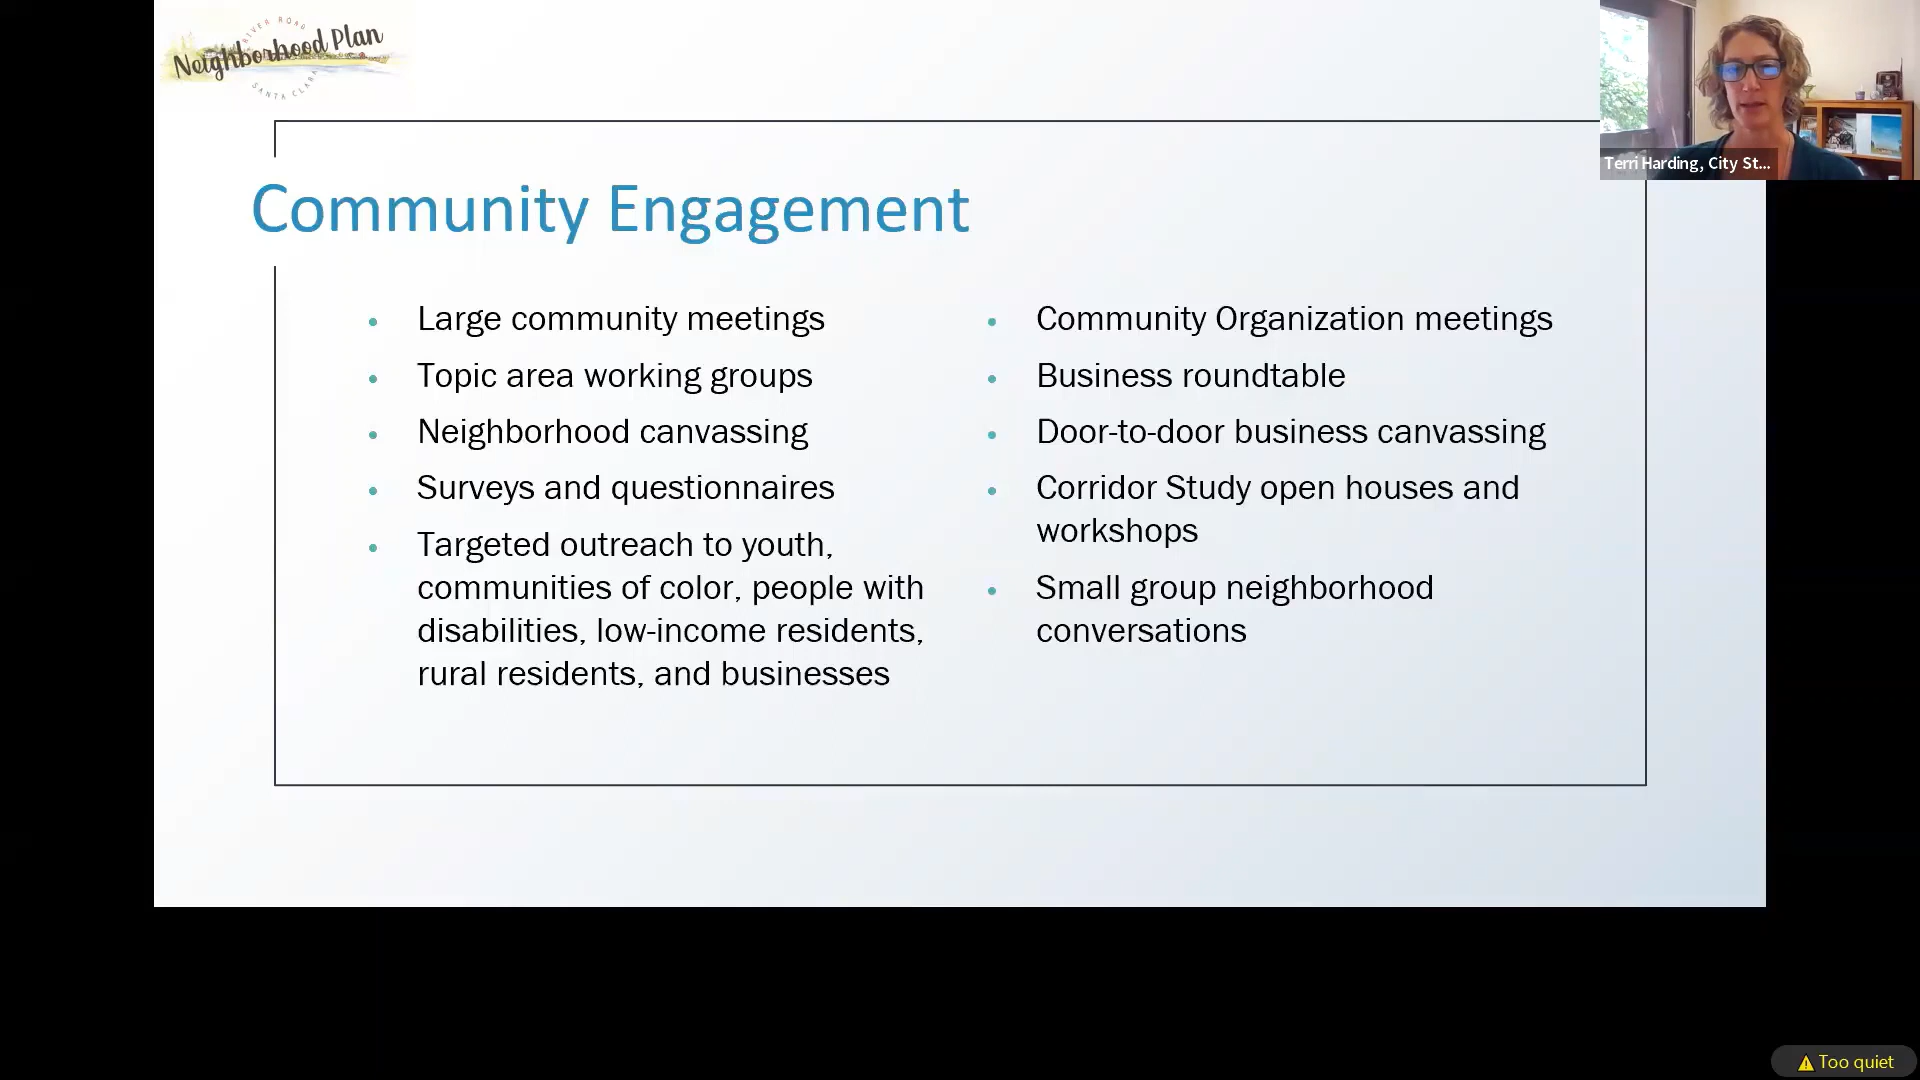 RIVER ROAD
Neighborhood Plan
SANTA CLARA
Terri Harding, City St...
Community Engagement
Large community meetings
Topic area working groups
Neighborhood canvassing
Surveys and questionnaires
Targeted outreach to youth,
communities of color, people with
disabilities, low-income residents,
rural residents, and businesses
Community Organization meetings
Business roundtable
Door-to-door business canvassing
Corridor Study open houses and
workshops
Small group neighborhood
conversations
Too quiet